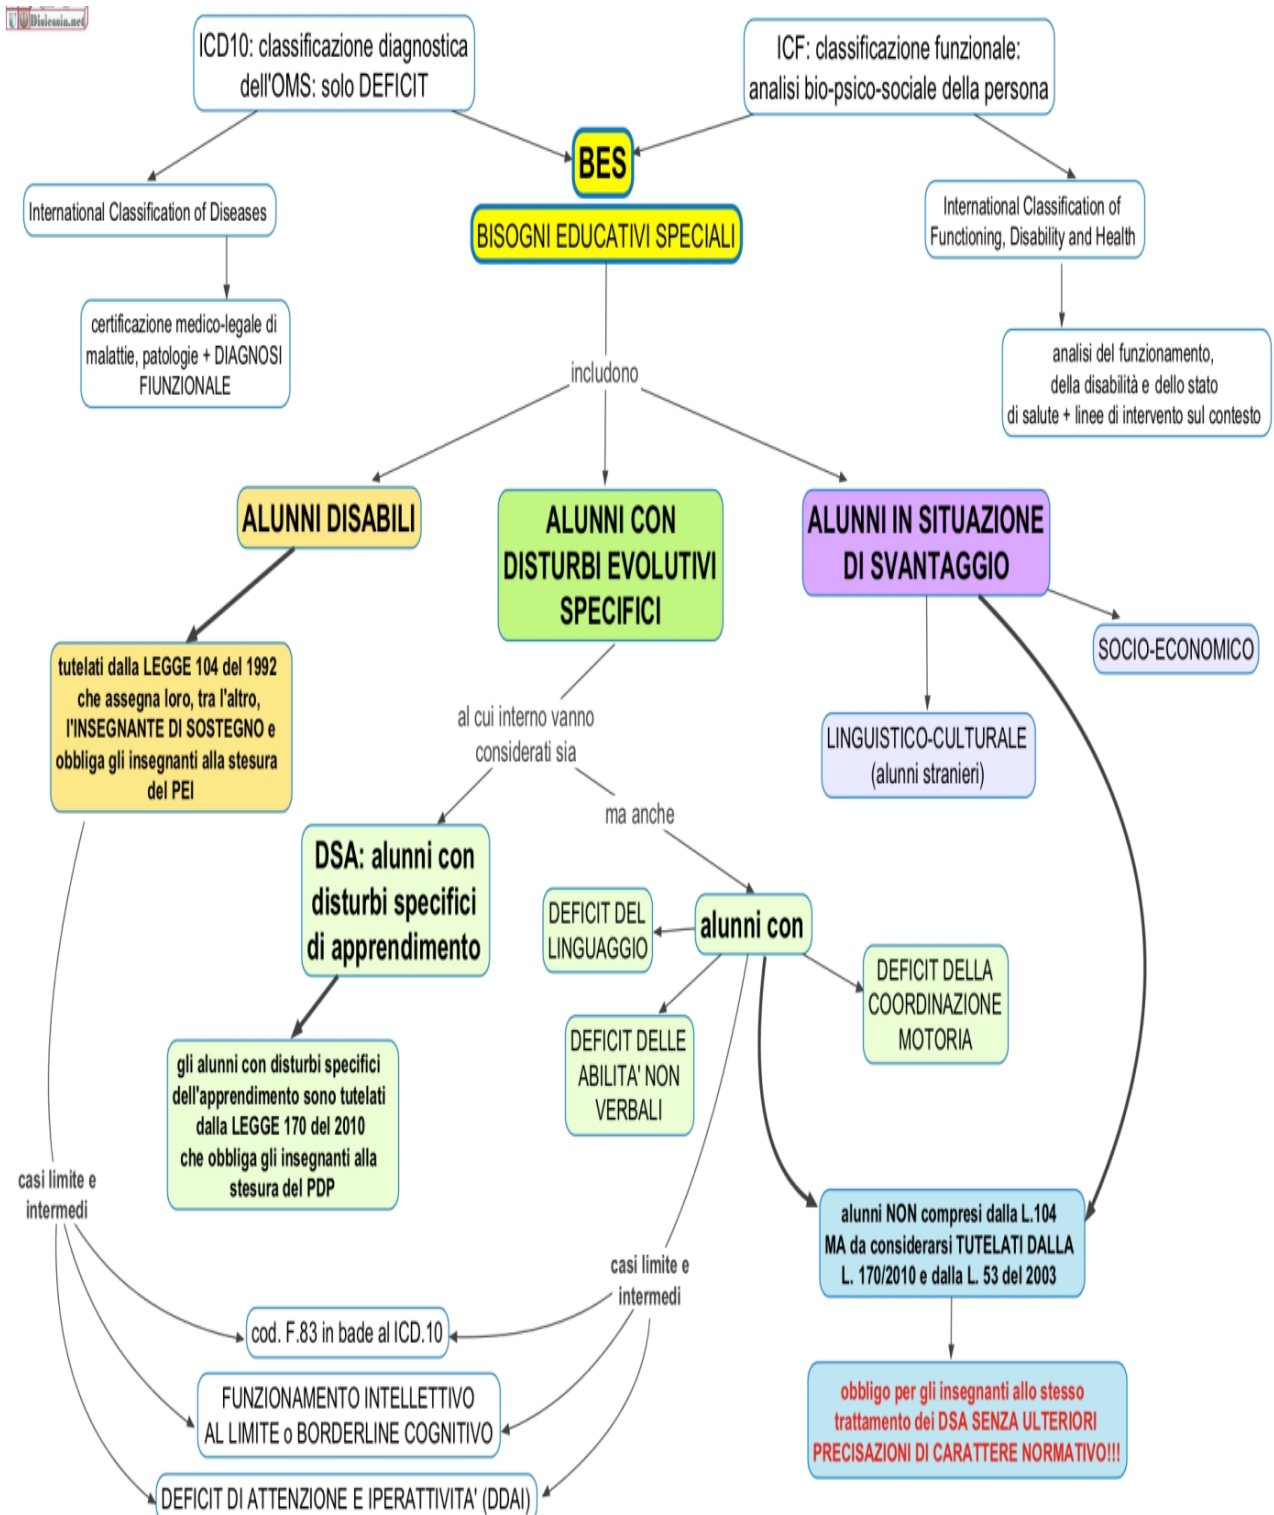 Dislessia.net
ICD10: classificazione diagnostica
dell'OMS: solo DEFICIT
ICF: classificazione funzionale:
analisi bio-psico-sociale della persona
BES
BISOGNI EDUCATIVI SPECIALI
International Classification of Diseases
International Classification of
Functioning, Disability and Health
certificazione medico-legale di
malattie, patologie + DIAGNOSI
FIUNZIONALE
analisi del funzionamento,
della disabilità e dello stato
di salute + linee di intervento sul contesto
includono
ALUNNI DISABILI
ALUNNI CON
DISTURBI EVOLUTIVI
SPECIFICI
ALUNNI IN SITUAZIONE
DI SVANTAGGIO
tutelati dalla LEGGE 104 del 1992
che assegna loro, tra l'altro,
l'INSEGNANTE DI SOSTEGNO e
obbliga gli insegnanti alla stesura
del PEI
SOCIO-ECONOMICO
LINGUISTICO-CULTURALE
(alunni stranieri)
al cui interno vanno
considerati sia
ma anche
DSA: alunni con
disturbi specifici
di apprendimento
alunni con
DEFICIT DEL
LINGUAGGIO
DEFICIT DELLE
ABILITA' NON
VERBALI
DEFICIT DELLA
COORDINAZIONE
MOTORIA
gli alunni con disturbi specifici
dell'apprendimento sono tutelati
dalla LEGGE 170 del 2010
che obbliga gli insegnanti alla
stesura del PDP
casi limite e
intermedi
casi limite e
intermedi
alunni NON compresi dalla L.104
MA da considerarsi TUTELATI DALLA
L. 170/2010 e dalla L. 53 del 2003
cod. F.83 in bade al ICD.10
FUNZIONAMENTO INTELLETTIVO
AL LIMITE o BORDERLINE COGNITIVO
DEFICIT DI ATTENZIONE E IPERATTIVITA' (DDAI)
obbligo per gli insegnanti allo stesso
trattamento dei DSA SENZA ULTERIORI
PRECISAZIONI DI CARATTERE NORMATIVO!!!